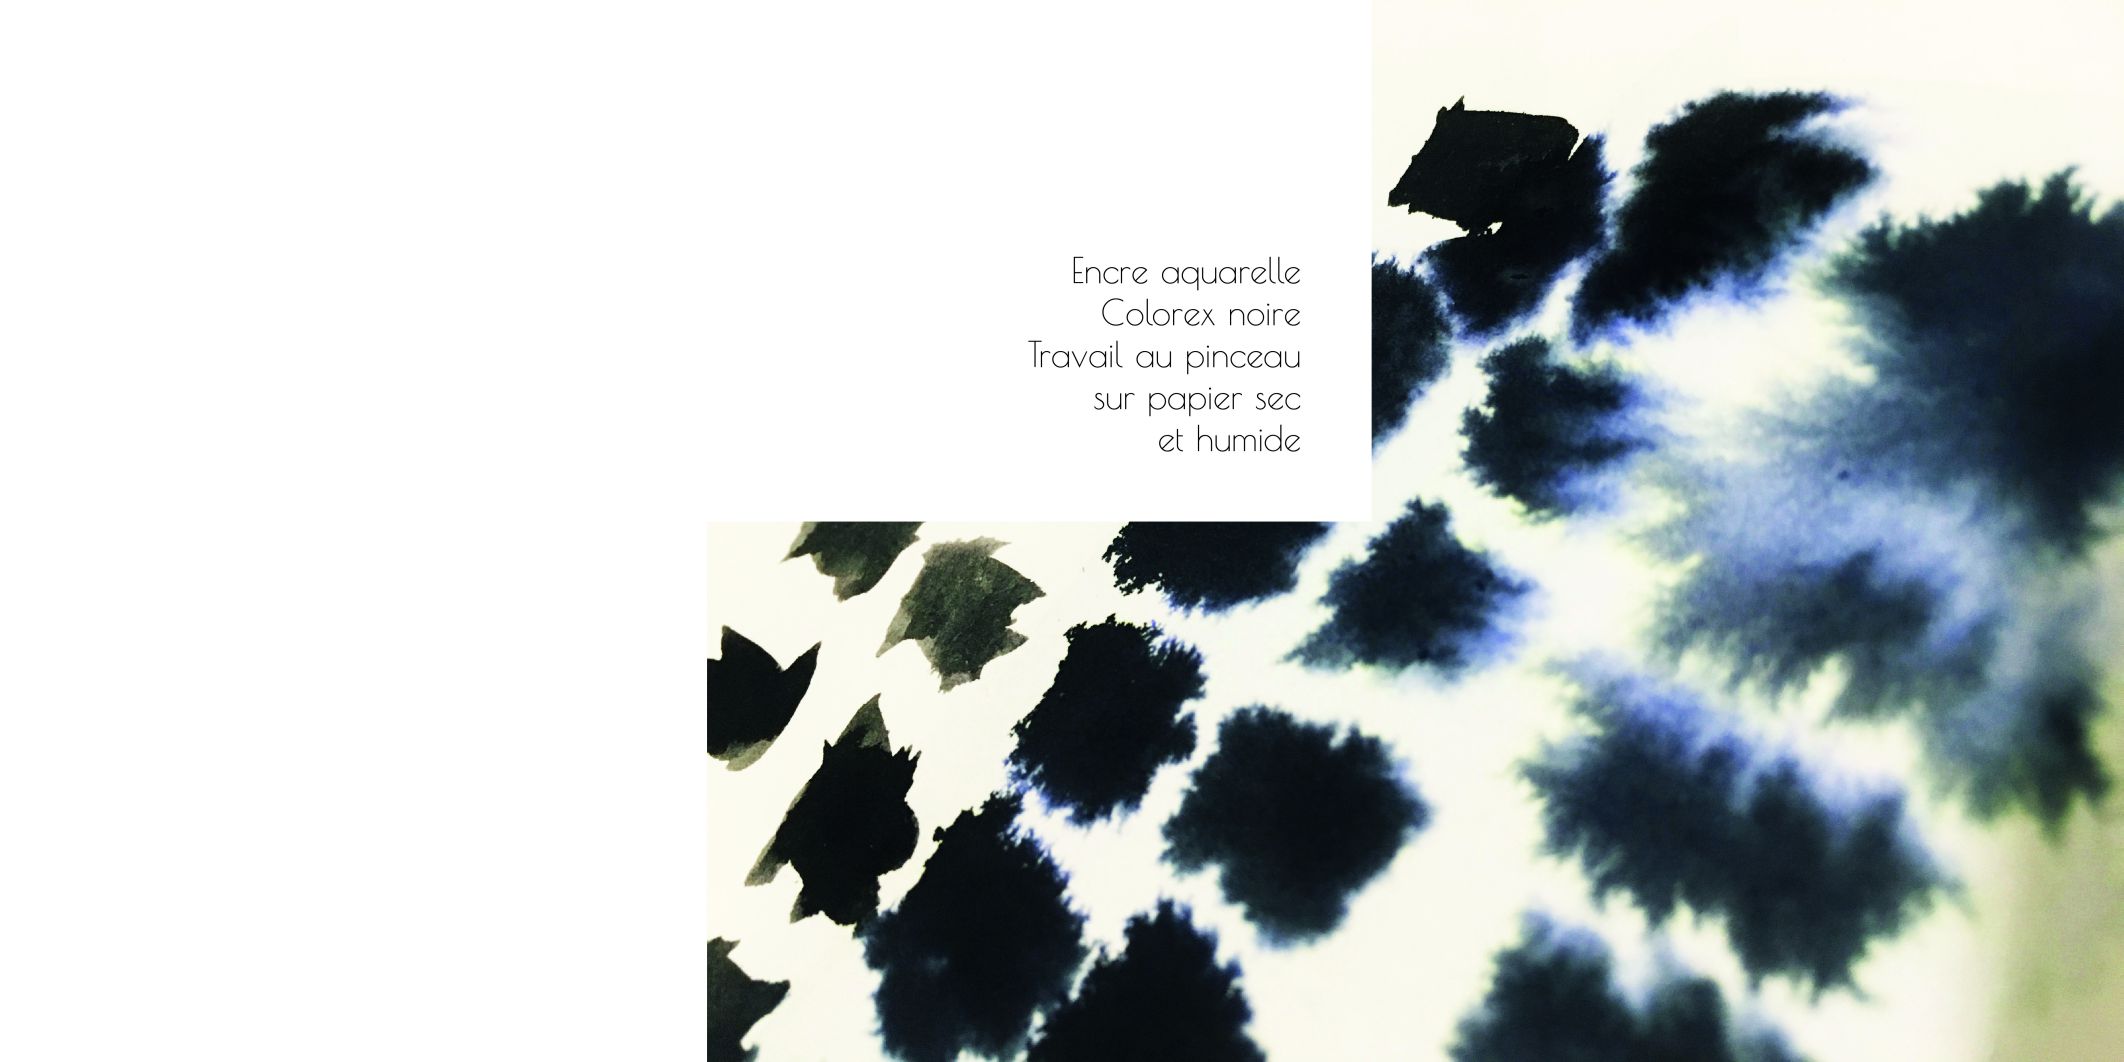 Encre aquarelle
Colorex noire
Travail au pinceau
sur papier sec
et humide